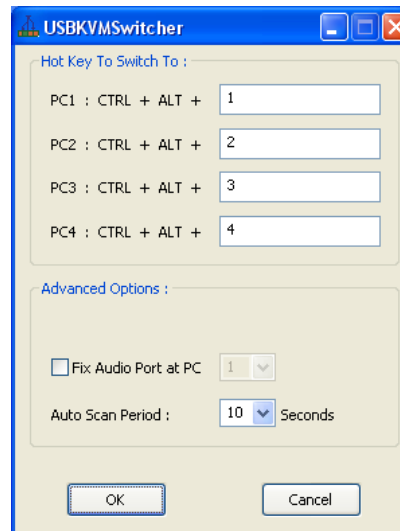 USBKVMSwitcher
Hot Key To Switch To :
PC1 : CTRL + ALT + 1
PC2 : CTRL + ALT + 2
PC3 : CTRL + ALT + 3
PC4 : CTRL + ALT + 4
Advanced Options :
Fix Audio Port at PC 1
Auto Scan Period : 10 Seconds
OK Cancel